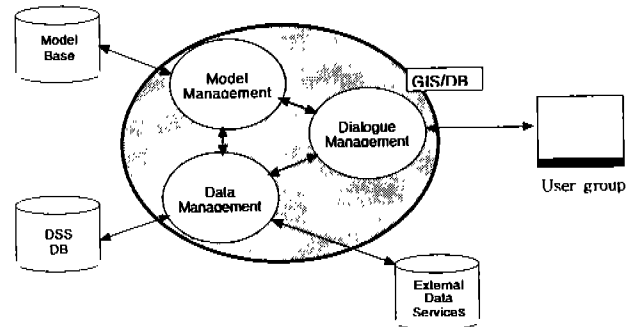 Model
Base
Model
Management
GIS/DB
Dialogue
Management
User group
Data
Management
DSS
DB
External
Data
Services